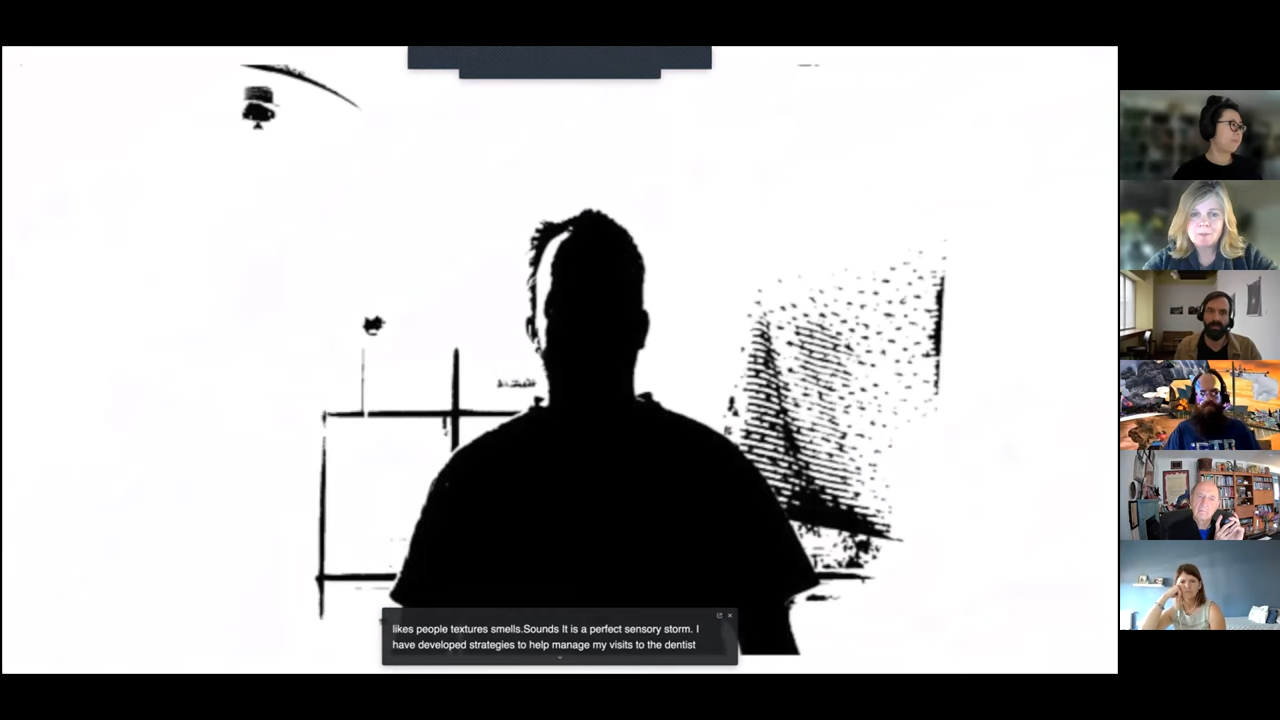 likes people textures smells.Sounds It is a perfect sensory storm. I
have developed strategies to help manage my visits to the dentist